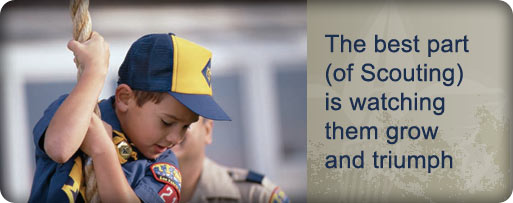 The best part
(of Scouting)
is watching
them grow
and triumph